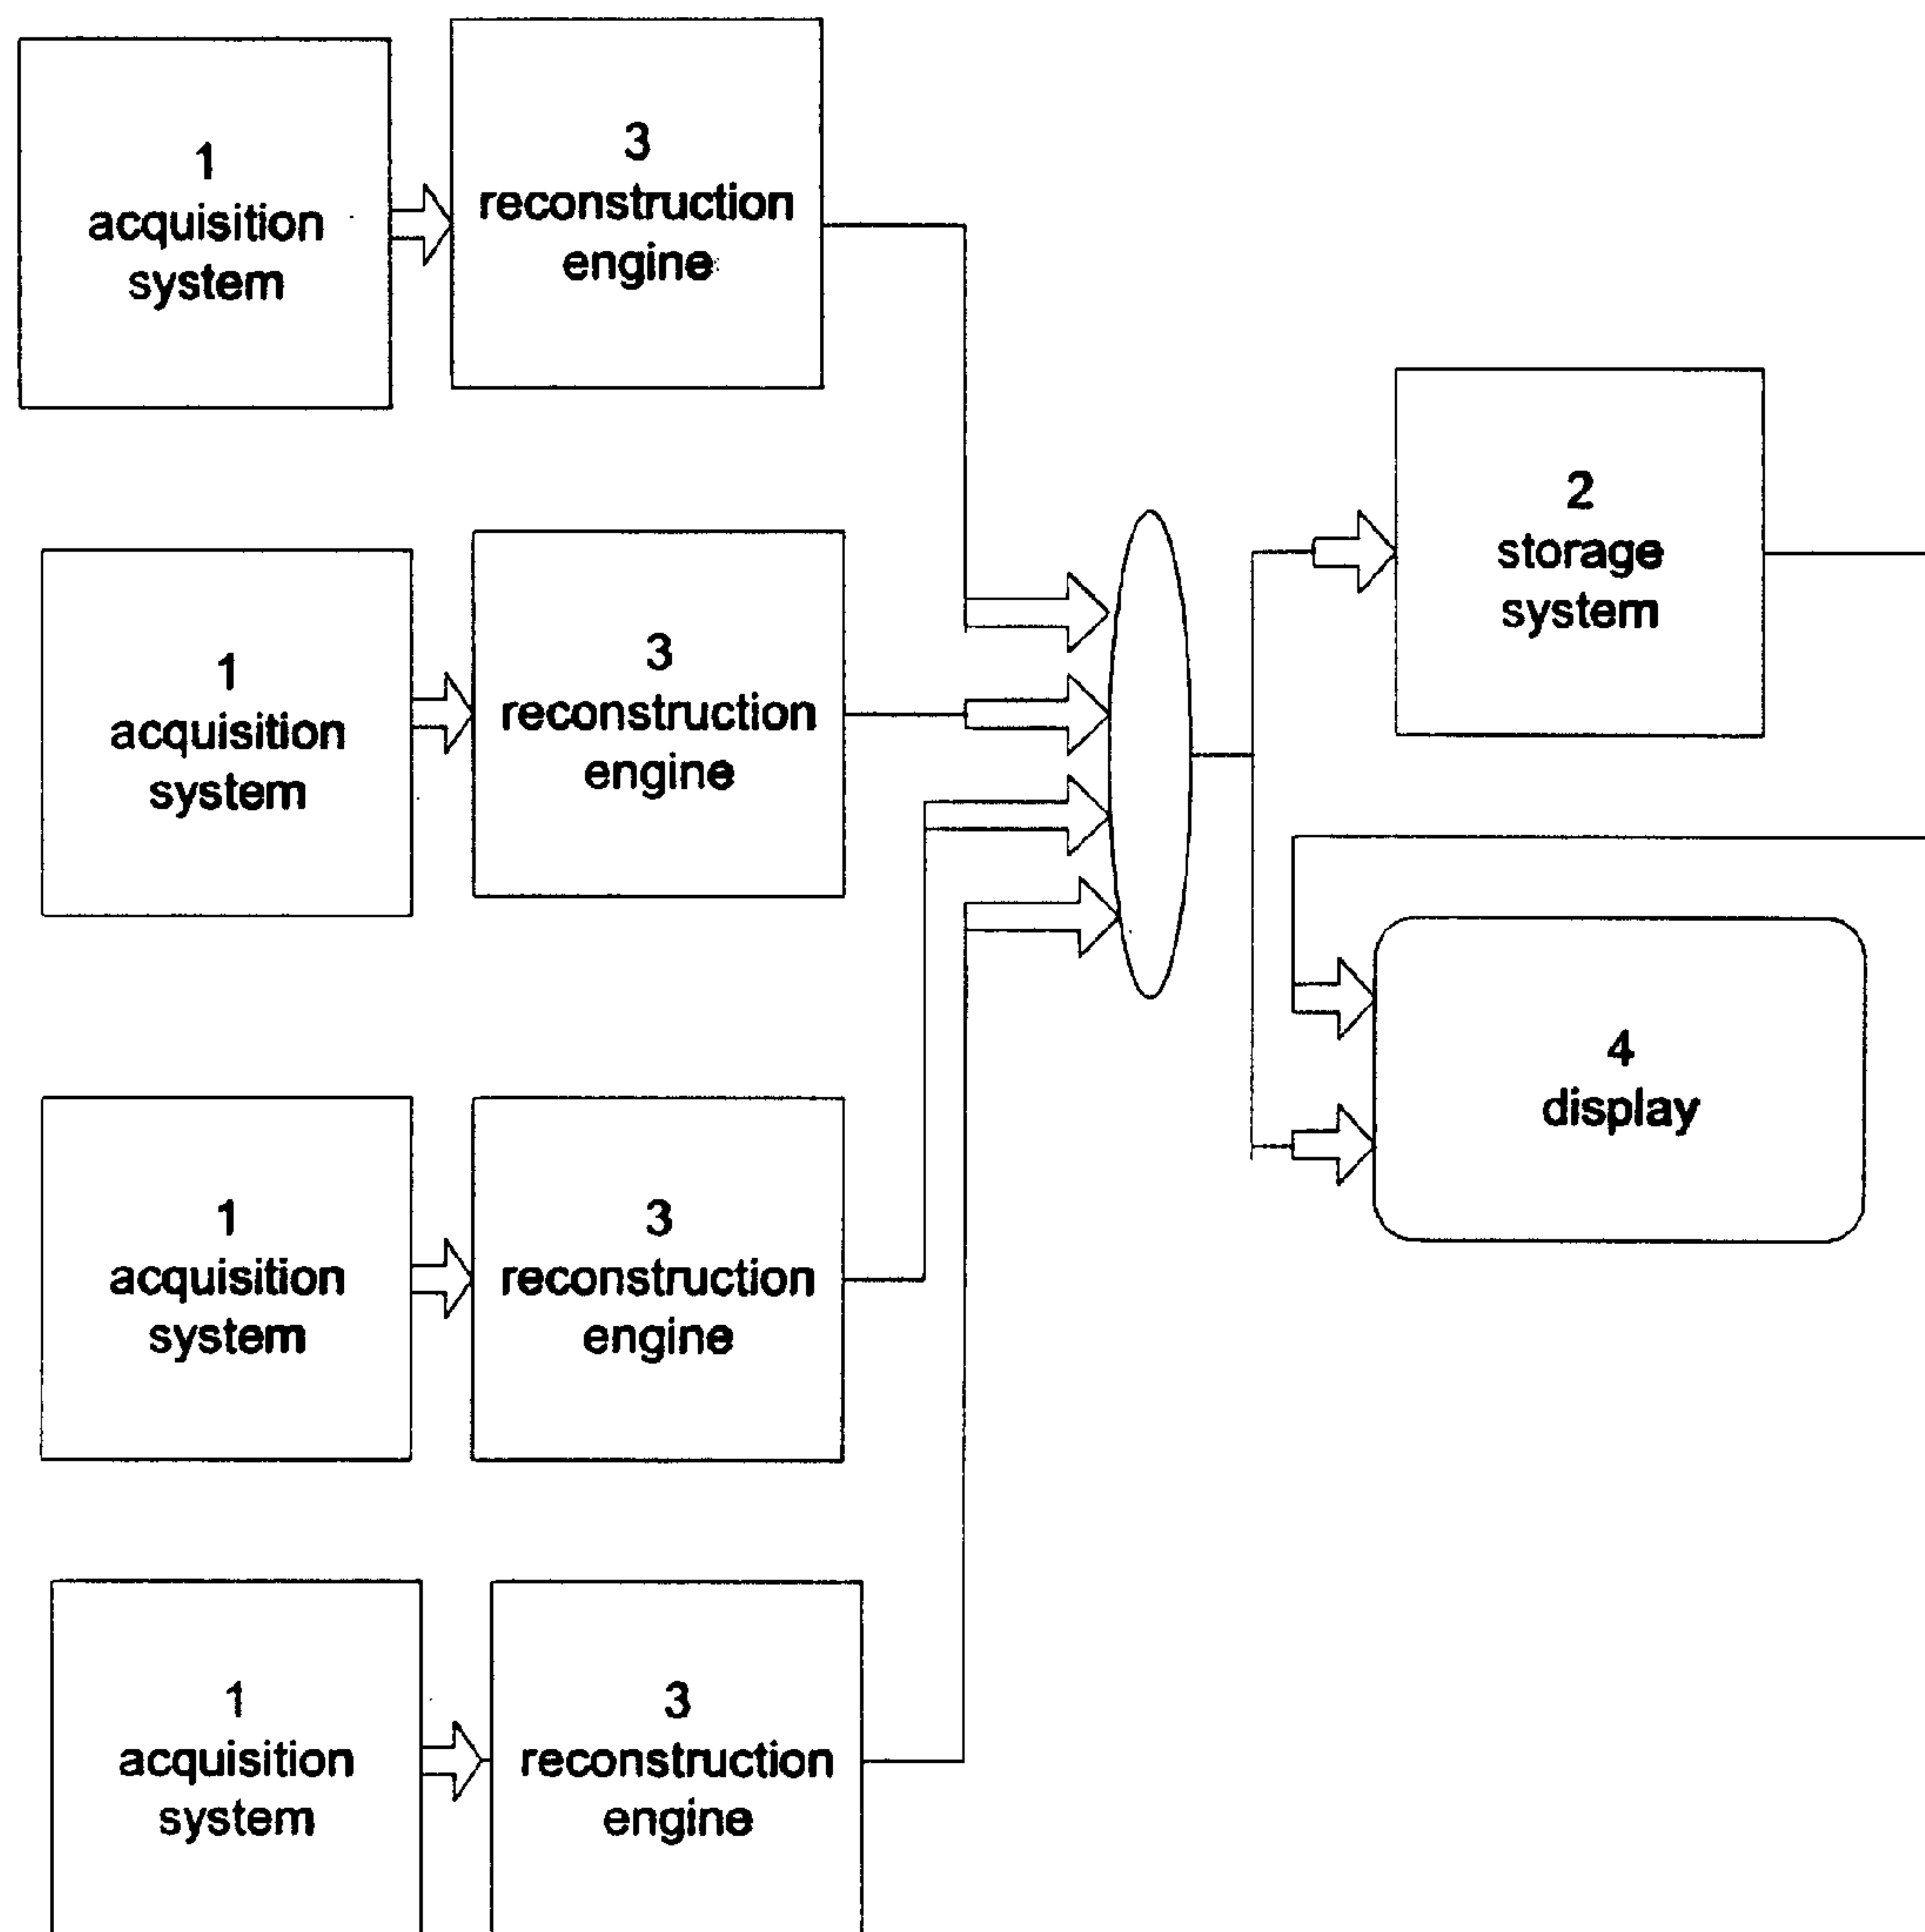 1
acquisition
system
3
reconstruction
engine
1
acquisition
system
3
reconstruction
engine
2
storage
system
1
acquisition
system
3
reconstruction
engine
4
display
1
acquisition
system
3
reconstruction
engine